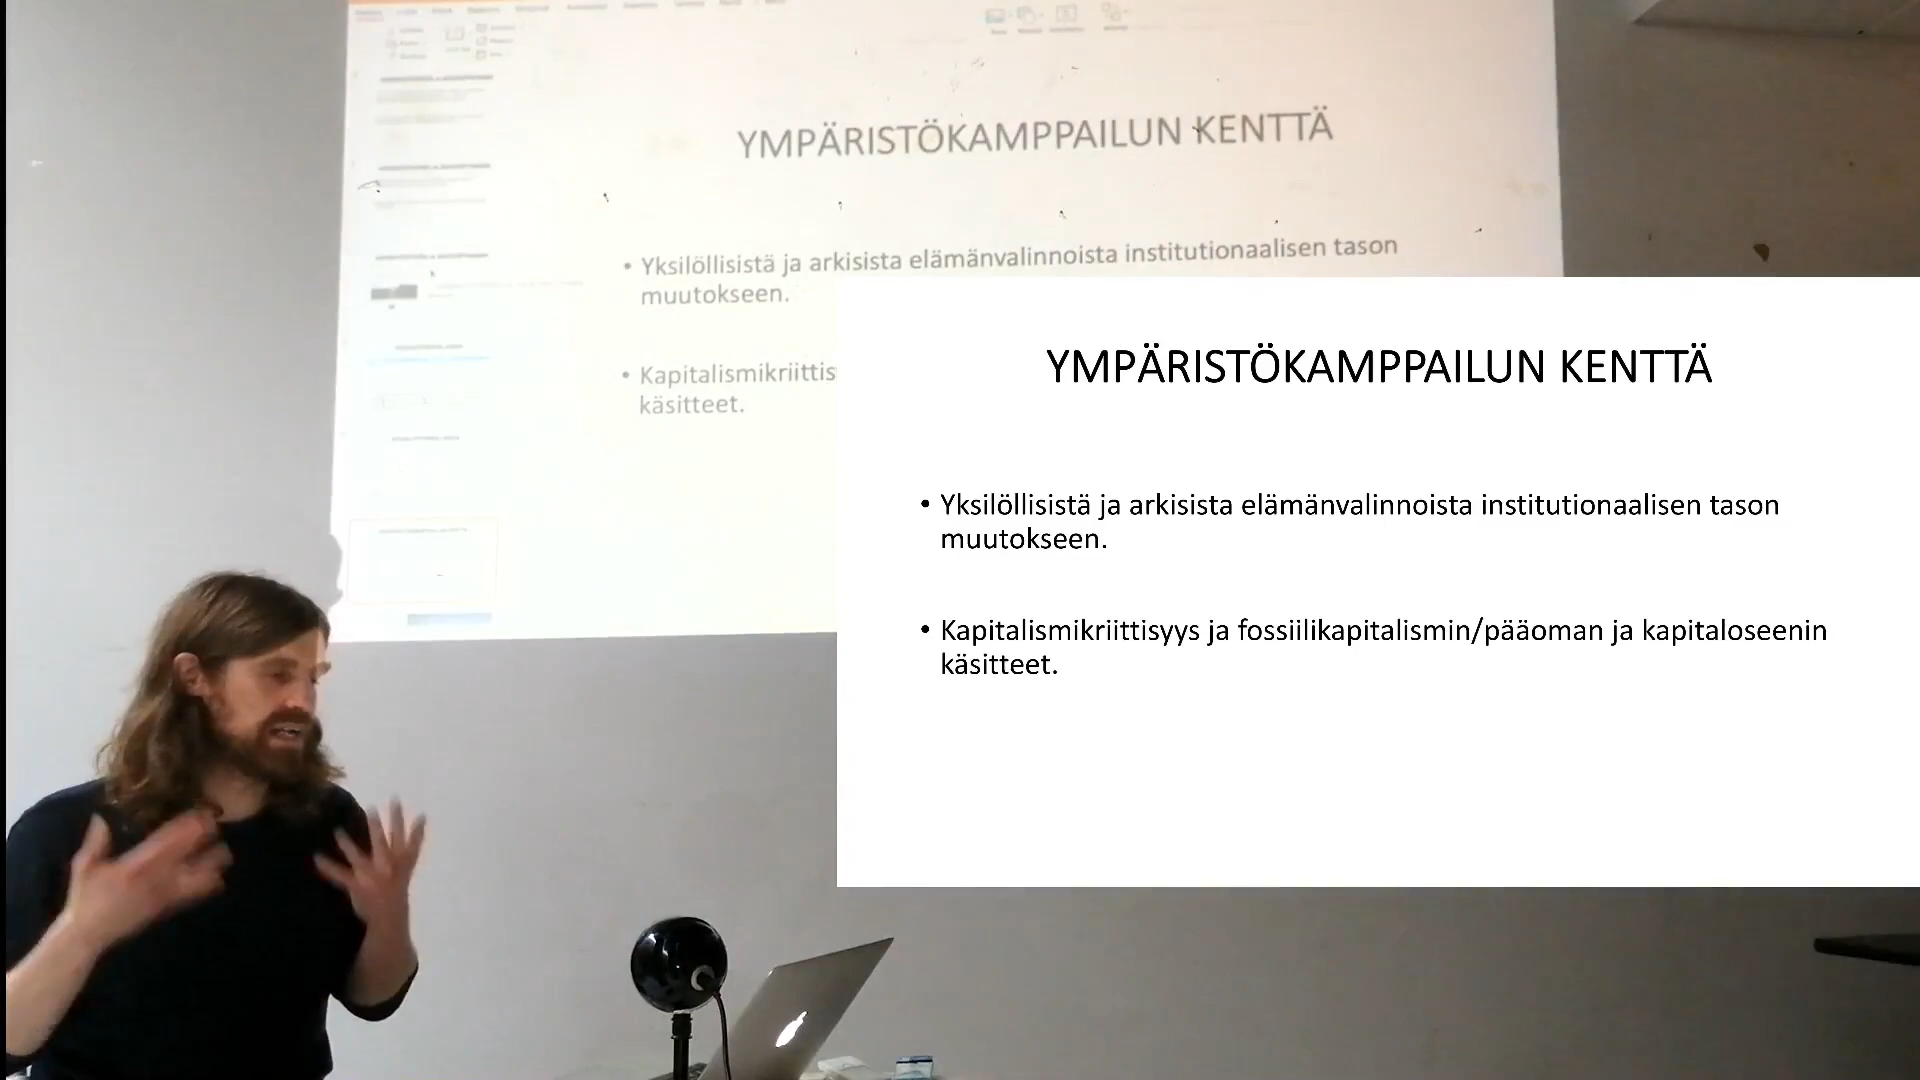 YMPÄRISTÖKAMPPAILUN KENTTÄ
• Yksilöllisistä ja arkisista elämänvalinnoista institutionaalisen tason
muutokseen.
• Kapitalismikriittis
käsitteet.
YMPÄRISTÖKAMPPAILUN KENTTÄ
• Yksilöllisistä ja arkisista elämänvalinnoista institutionaalisen tason
muutokseen.
• Kapitalismikriittisyys ja fossiilikapitalismin/pääoman ja kapitaloseenin
käsitteet.